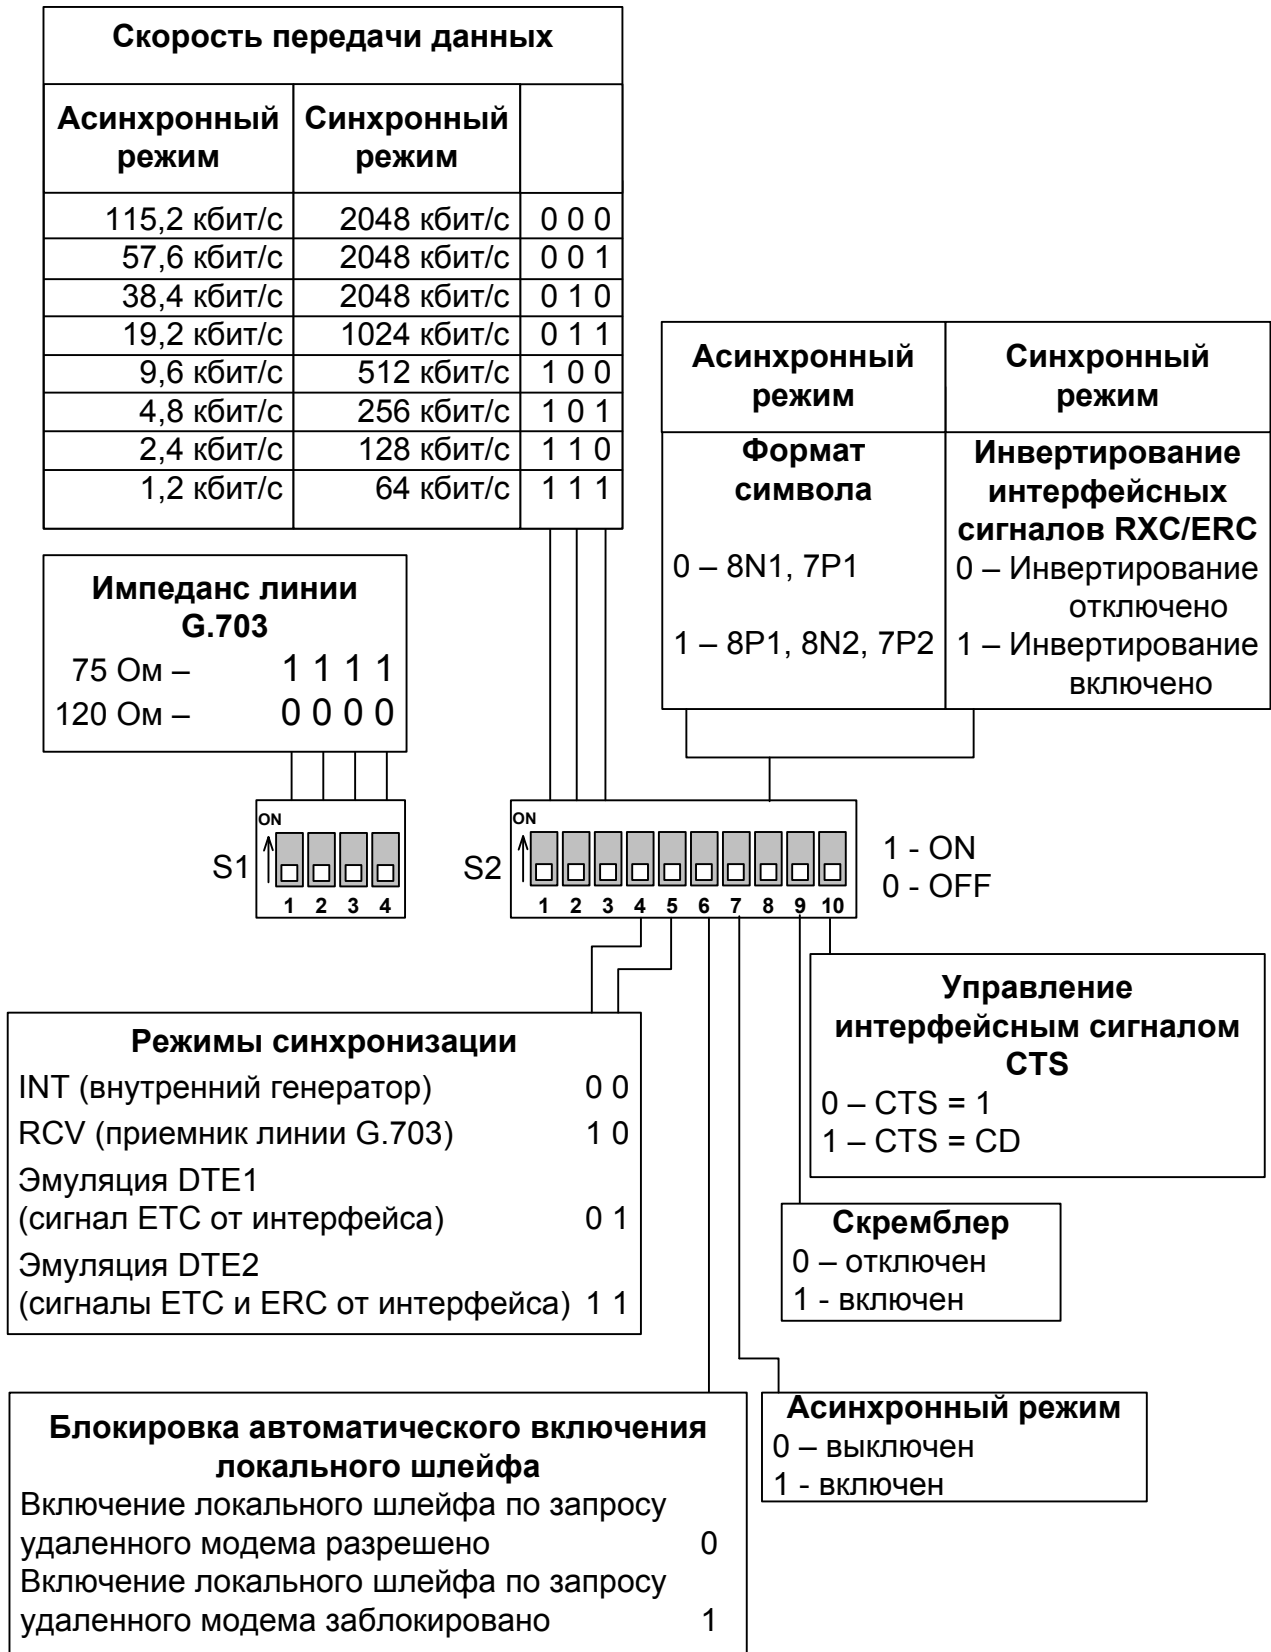 Скорость передачи данных
Асинхронный режим
Синхронный режим
115,2 кбит/с 2048 кбит/с 0 0 0
57,6 кбит/с 2048 кбит/с 0 0 1
38,4 кбит/с 2048 кбит/с 0 1 0
19,2 кбит/с 1024 кбит/с 0 1 1
9,6 кбит/с 512 кбит/с 1 0 0
4,8 кбит/с 256 кбит/с 1 0 1
2,4 кбит/с 128 кбит/с 1 1 0
1,2 кбит/с 64 кбит/с 1 1 1
Асинхронный
режим
Формат
символа
0 – 8N1, 7P1
1 – 8P1, 8N2, 7P2
Синхронный
режим
Инвертирование
интерфейсных
сигналов RXC/ERC
0 – Инвертирование
отключено
1 – Инвертирование
включено
Импеданс линии
G.703
75 Ом – 1 1 1 1
120 Ом – 0 0 0 0
S1
ON
1 2 3 4
S2
ON
1 2 3 4 5 6 7 8 9 10
1 - ON
0 - OFF
Управление
интерфейсным сигналом
CTS
0 – CTS = 1
1 – CTS = CD
Режимы синхронизации
INT (внутренний генератор) 0 0
RCV (приемник линии G.703) 1 0
Эмуляция DTE1
(сигнал ETC от интерфейса) 0 1
Эмуляция DTE2
(сигналы ETC и ERC от интерфейса) 1 1
Скремблер
0 – отключен
1 - включен
Блокировка автоматического включения
локального шлейфа
Включение локального шлейфа по запросу
удаленного модема разрешено 0
Включение локального шлейфа по запросу
удаленного модема заблокировано 1
Асинхронный режим
0 – выключен
1 - включен